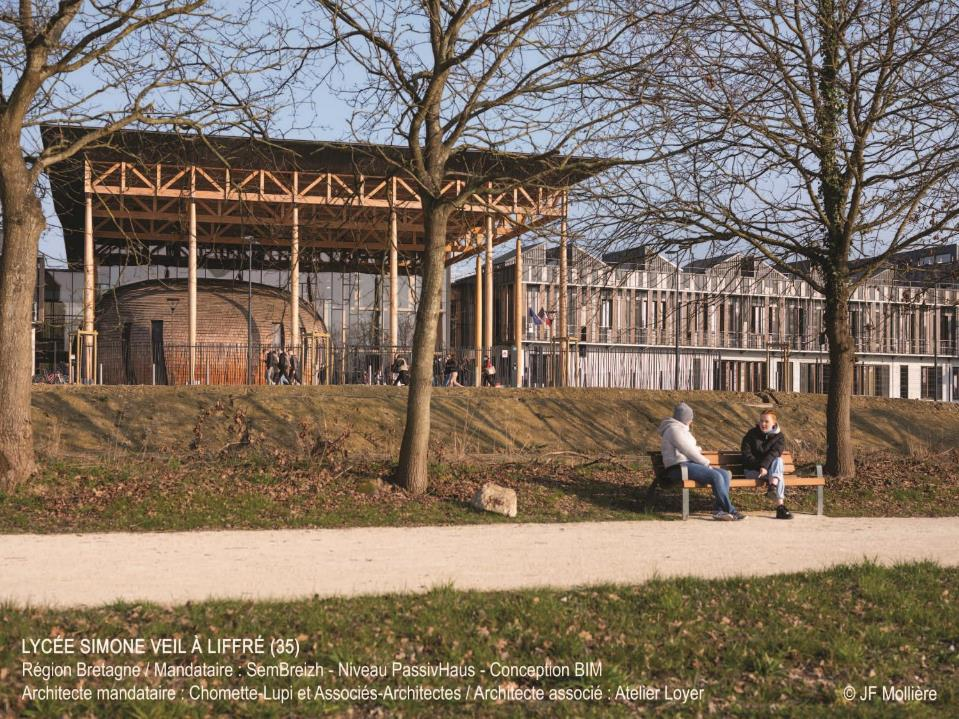 LYCÉE SIMONE VEIL À LIFFRÉ (35)
Région Bretagne / Mandataire : SemBreizh - Niveau PassivHaus - Conception BIM
Architecte mandataire : Chomette-Lupi et Associés-Architectes / Architecte associé : Atelier Loyer
© JF Mollière